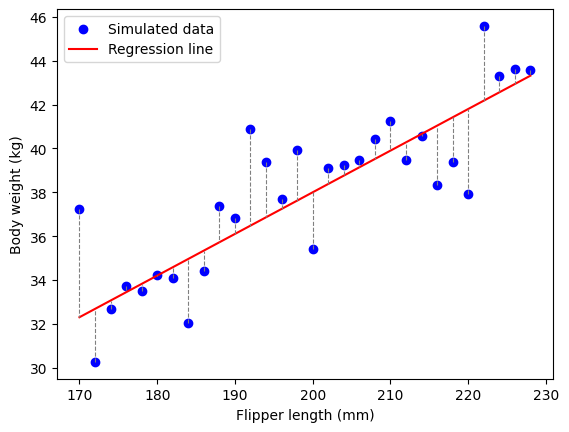 Simulated data
Regression line
46
44
42
40
38
36
34
32
30
Body weight (kg)
170 180 190 200 210 220 230
Flipper length (mm)